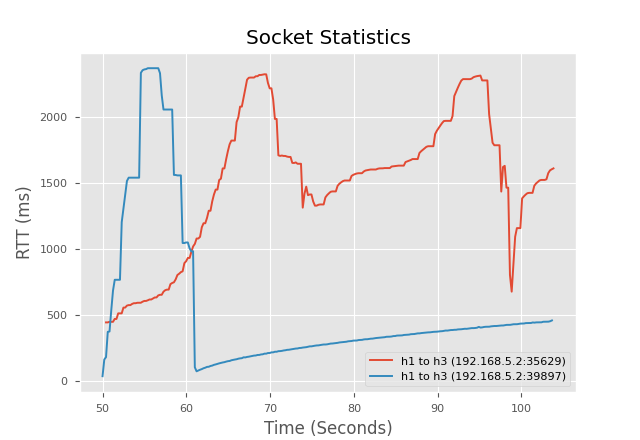 Socket Statistics
RTT (ms)
2000
1500
1000
500
0
50
60
70
80
90
100
Time (Seconds)
h1 to h3 (192.168.5.2:35629)
h1 to h3 (192.168.5.2:39897)